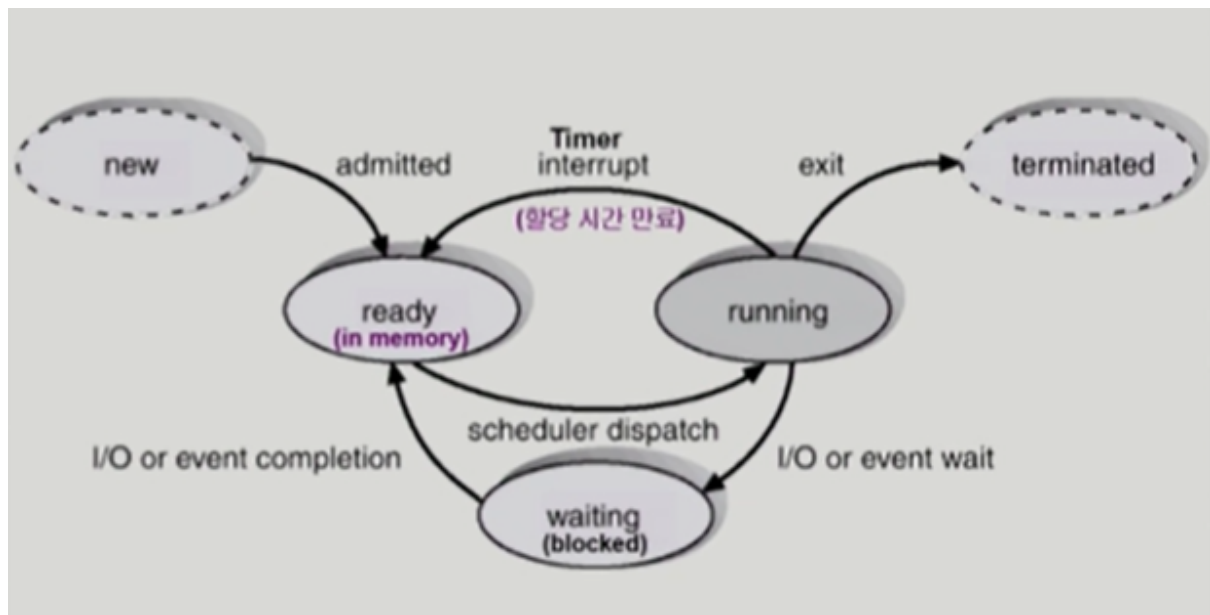 new
admitted
Timer
interrupt
(할당 시간 만료)
exit
terminated
ready
(in memory)
running
scheduler dispatch
I/O or event completion
I/O or event wait
waiting
(blocked)